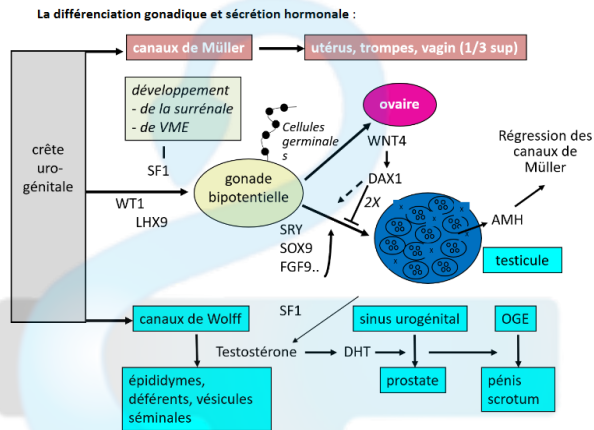 La différenciation gonadique et sécrétion hormonale :
canaux de Müller
utérus, trompes, vagin (1/3 sup)
développement
- de la surrénale
- de VME
SF1
crête
uro-
génitale
WT1
LHX9
Cellules
germinale
s
gonade
bipotentielle
ovaire
WNT4
DAX1
2X
SRY
SOX9
FGF9..
Régression des
canaux de
Müller
AMH
testicule
canaux de Wolff
SF1
sinus urogénital
OGE
Testostérone
DHT
épididymes,
déférents, vésicules
séminales
prostate
pénis
scrotum